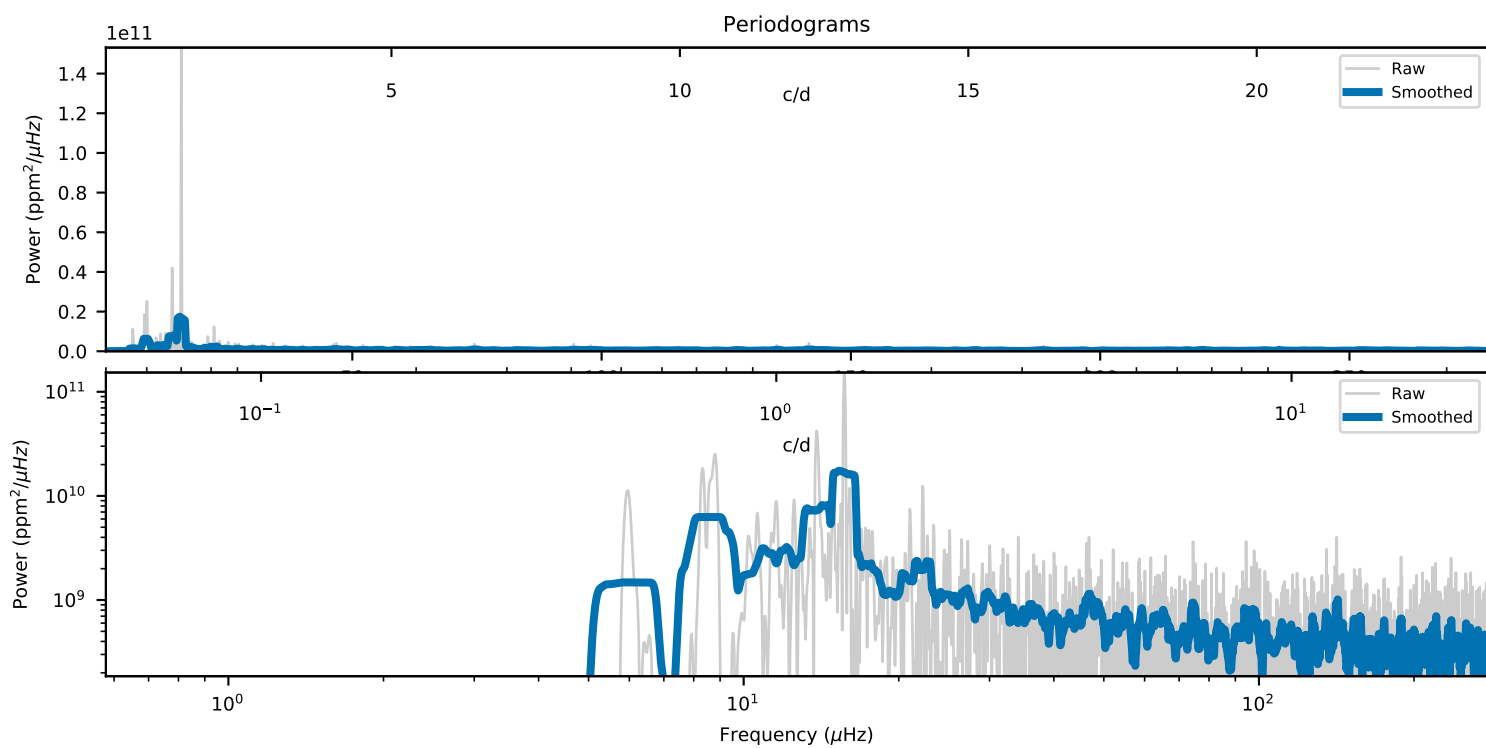 Periodograms
1e11
5 10 15 20
c/d
Raw
Smoothed
1.4
1.2
1.0
0.8
0.6
0.4
0.2
0.0
Power (ppm²/μHz)
10⁻¹ 10⁰ 10¹
c/d
Raw
Smoothed
10¹¹
10¹⁰
10⁹
Power (ppm²/μHz)
10⁰ 10¹ 10²
Frequency (μHz)